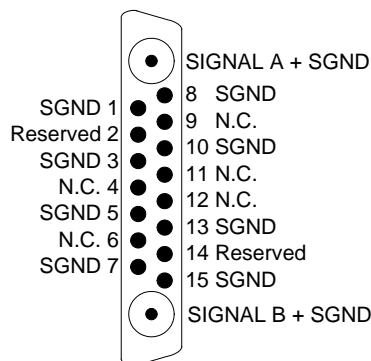 SIGNAL A + SGND
8 SGND
SGND 1
9 N.C.
Reserved 2
10 SGND
SGND 3
11 N.C.
N.C. 4
12 N.C.
SGND 5
13 SGND
N.C. 6
14 Reserved
SGND 7
15 SGND
SIGNAL B + SGND